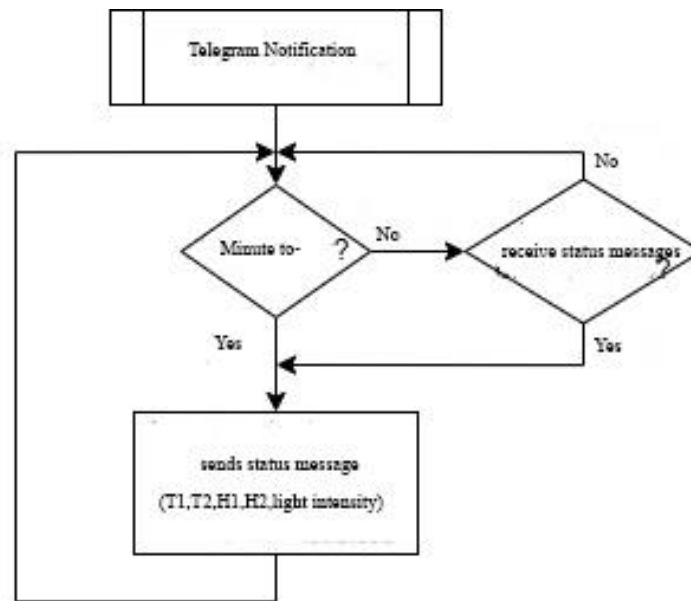 Telegram Notification
No
Minute to- ?
No
receive status messages
?
Yes
Yes
sends status message
(T1,T2,H1,H2,light intensity)